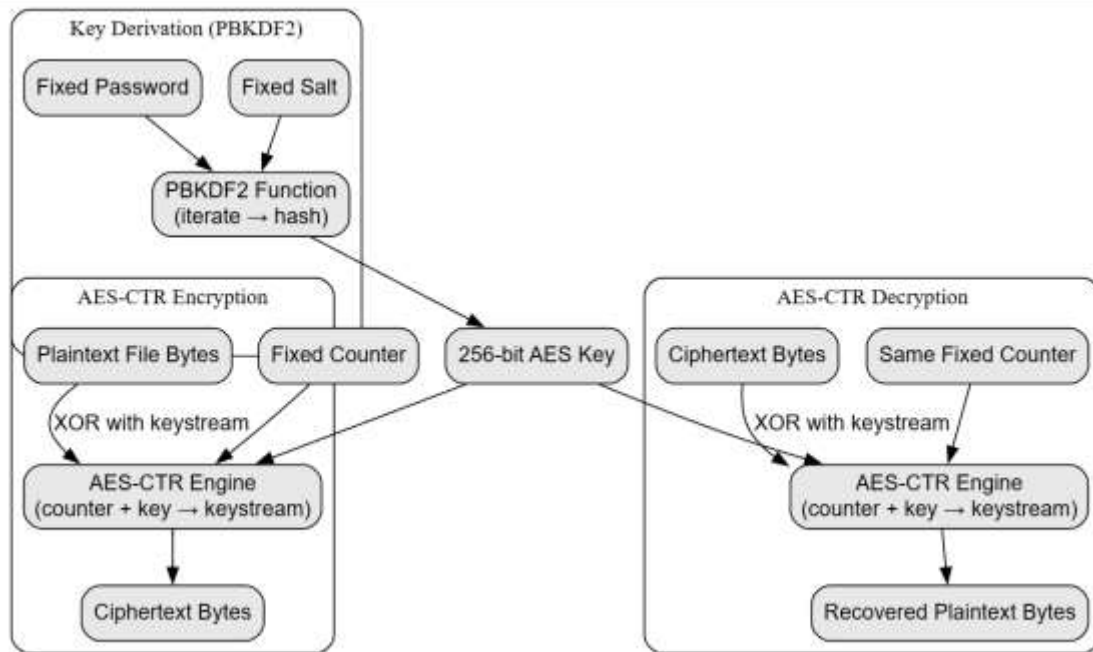 Key Derivation (PBKDF2)
Fixed Password
Fixed Salt
PBKDF2 Function
(iterate → hash)
AES-CTR Encryption
AES-CTR Decryption
Plaintext File Bytes
Fixed Counter
256-bit AES Key
Ciphertext Bytes
Same Fixed Counter
XOR with keystream
XOR with keystream
AES-CTR Engine
(counter + key → keystream)
AES-CTR Engine
(counter + key → keystream)
Ciphertext Bytes
Recovered Plaintext Bytes